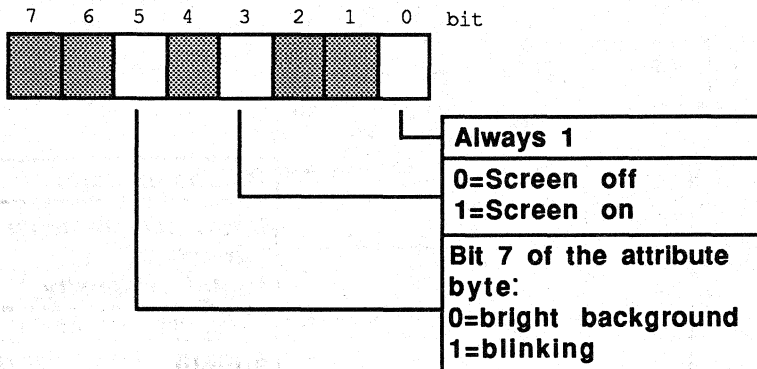 7 6 5 4 3 2 1 0 bit
Always 1
0=Screen off
1=Screen on
Bit 7 of the attribute
byte:
0=bright background
1=blinking